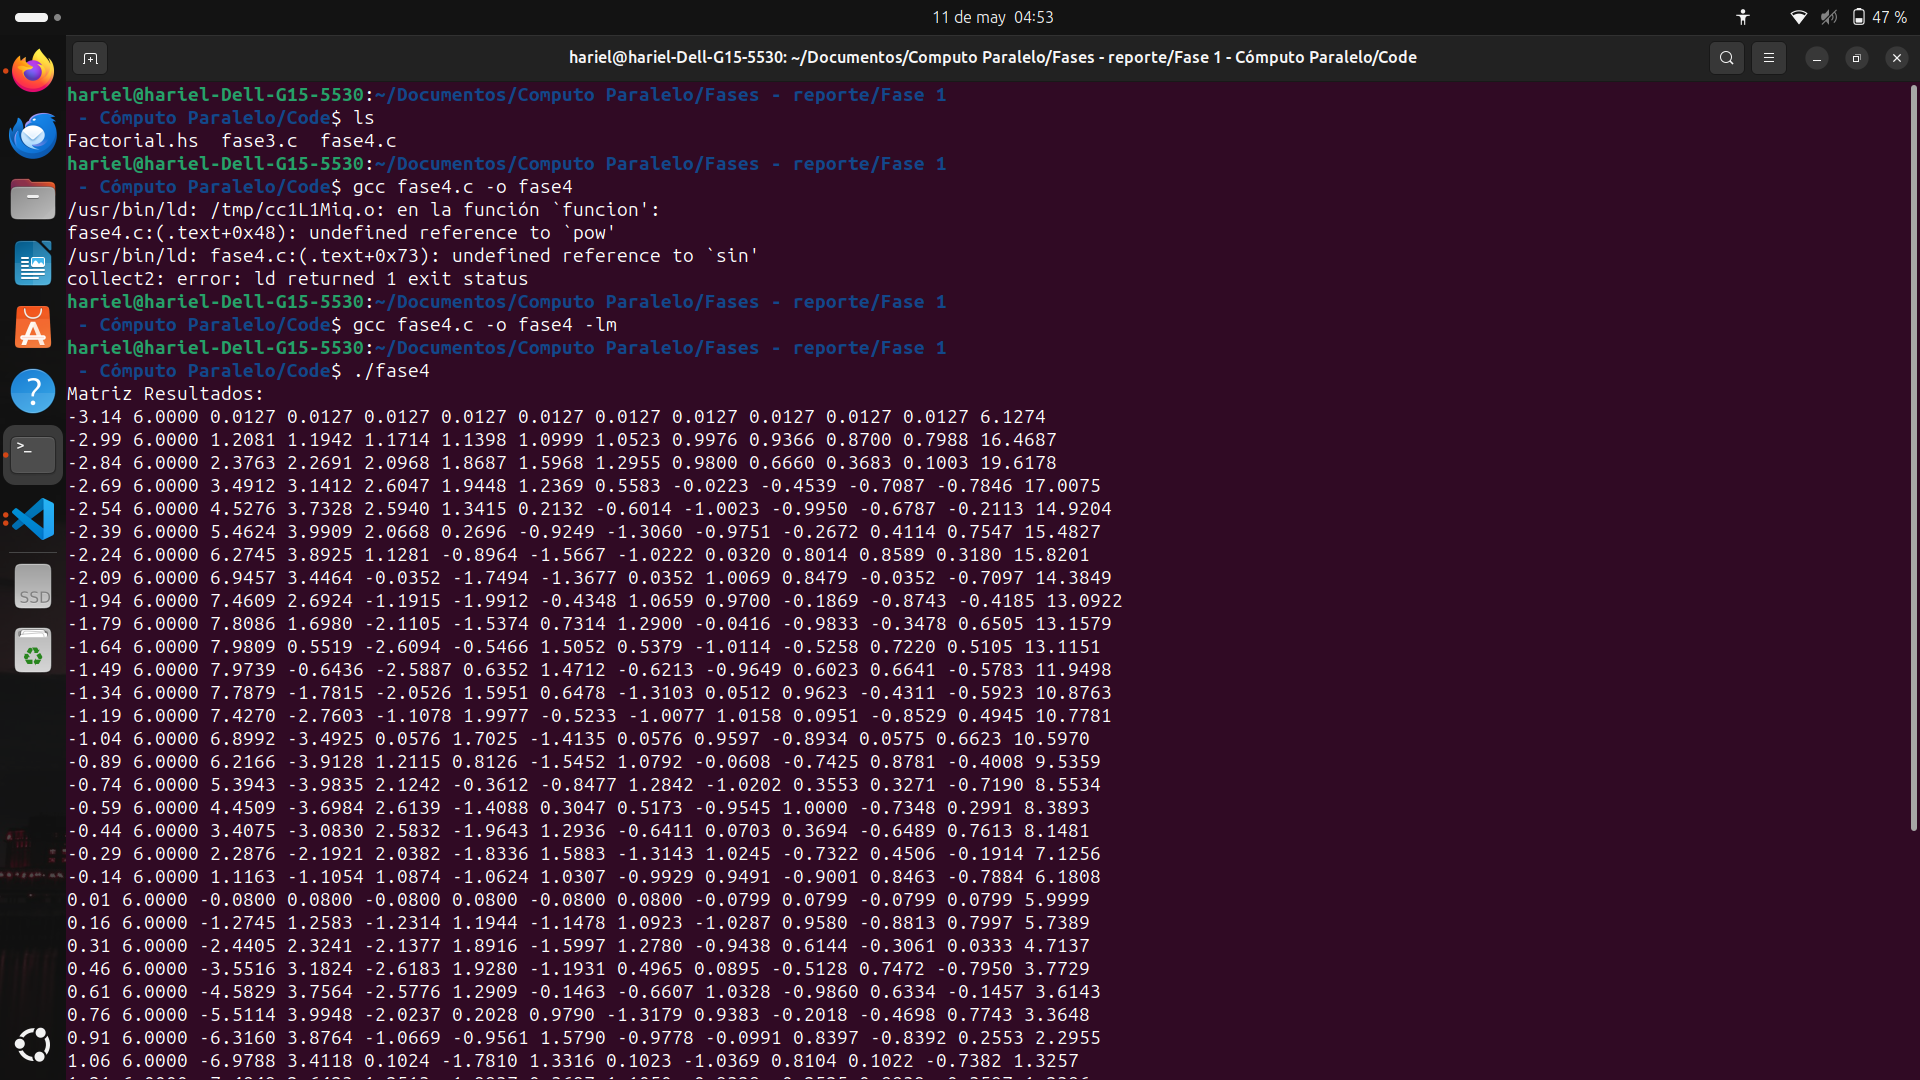 11 de may 04:53
47 %
hariel@hariel-Dell-G15-5530: ~/Documentos/Computo Paralelo/Fases - reporte/Fase 1 - Cómputo Paralelo/Code
hariel@hariel-Dell-G15-5530:~/Documentos/Computo Paralelo/Fases - reporte/Fase 1
- Cómputo Paralelo/Code$ ls
Factorial.hs fase3.c fase4.c
hariel@hariel-Dell-G15-5530:~/Documentos/Computo Paralelo/Fases - reporte/Fase 1
- Cómputo Paralelo/Code$ gcc fase4.c -o fase4
/usr/bin/ld: /tmp/cc1L1Miq.o: en la función `funcion':
fase4.c:(.text+0x48): undefined reference to `pow'
/usr/bin/ld: fase4.c:(.text+0x73): undefined reference to `sin'
collect2: error: ld returned 1 exit status
hariel@hariel-Dell-G15-5530:~/Documentos/Computo Paralelo/Fases - reporte/Fase 1
- Cómputo Paralelo/Code$ gcc fase4.c -o fase4 -lm
hariel@hariel-Dell-G15-5530:~/Documentos/Computo Paralelo/Fases - reporte/Fase 1
- Cómputo Paralelo/Code$ ./fase4
Matriz Resultados:
-3.14 6.0000 0.0127 0.0127 0.0127 0.0127 0.0127 0.0127 0.0127 0.0127 0.0127 0.0127 6.1274
-2.99 6.0000 1.2081 1.1942 1.1714 1.1398 1.0999 1.0523 0.9976 0.9366 0.8700 0.7988 16.4687
-2.84 6.0000 2.3763 2.2691 2.0968 1.8687 1.5968 1.2955 0.9800 0.6660 0.3683 0.1003 19.6178
-2.69 6.0000 3.4912 3.1412 2.6047 1.9448 1.2369 0.5583 -0.0223 -0.4539 -0.7087 -0.7846 17.0075
-2.54 6.0000 4.5276 3.7328 2.5940 1.3415 0.2132 -0.6014 -1.0023 -0.9950 -0.6787 -0.2113 14.9204
-2.39 6.0000 5.4624 3.9909 2.0668 0.2696 -0.9249 -1.3060 -0.9751 -0.2672 0.4114 0.7547 15.4827
-2.24 6.0000 6.2745 3.8925 1.1281 -0.8964 -1.5667 -1.0222 0.0320 0.8014 0.8589 0.3180 15.8201
-2.09 6.0000 6.9457 3.4464 -0.0352 -1.7494 -1.3677 0.0352 1.0069 0.8479 -0.0352 -0.7097 14.3849
-1.94 6.0000 7.4609 2.6924 -1.1915 -1.9912 -0.4348 1.0659 0.9700 -0.1869 -0.8743 -0.4185 13.0922
-1.79 6.0000 7.8086 1.6980 -2.1105 -1.5374 0.7314 1.2900 -0.0416 -0.9833 -0.3478 0.6505 13.1579
-1.64 6.0000 7.9809 0.5519 -2.6094 -0.5466 1.5052 0.5379 -1.0114 -0.5258 0.7220 0.5105 13.1151
-1.49 6.0000 7.9739 -0.6436 -2.5887 0.6352 1.4712 -0.6213 -0.9649 0.6023 0.6641 -0.5783 11.9498
-1.34 6.0000 7.7879 -1.7815 -2.0526 1.5951 0.6478 -1.3103 0.0512 0.9623 -0.4311 -0.5923 10.8763
-1.19 6.0000 7.4270 -2.7603 -1.1078 1.9977 -0.5233 -1.0077 1.0158 0.0951 -0.8529 0.4945 10.7781
-1.04 6.0000 6.8992 -3.4925 0.0576 1.7025 -1.4135 0.0576 0.9597 -0.8934 0.0575 0.6623 10.5970
-0.89 6.0000 6.2166 -3.9128 1.2115 0.8126 -1.5452 1.0792 -0.0608 -0.7425 0.8781 -0.4008 9.5359
-0.74 6.0000 5.3943 -3.9835 2.1242 -0.3612 -0.8477 1.2842 -1.0202 0.3553 0.3271 -0.7190 8.5534
-0.59 6.0000 4.4509 -3.6984 2.6139 -1.4088 0.3047 0.5173 -0.9545 1.0000 -0.7348 0.2991 8.3893
-0.44 6.0000 3.4075 -3.0830 2.5832 -1.9643 1.2936 -0.6411 0.0703 0.3694 -0.6489 0.7613 8.1481
-0.29 6.0000 2.2876 -2.1921 2.0382 -1.8336 1.5883 -1.3143 1.0245 -0.7322 0.4506 -0.1914 7.1256
-0.14 6.0000 1.1163 -1.1054 1.0874 -1.0624 1.0307 -0.9929 0.9491 -0.9001 0.8463 -0.7884 6.1808
0.01 6.0000 -0.0800 0.0800 -0.0800 0.0800 -0.0800 0.0800 -0.0799 0.0799 -0.0799 0.0799 5.9999
0.16 6.0000 -1.2745 1.2583 -1.2314 1.1944 -1.1478 1.0923 -1.0287 0.9580 -0.8813 0.7997 5.7389
0.31 6.0000 -2.4405 2.3241 -2.1377 1.8916 -1.5997 1.2780 -0.9438 0.6144 -0.3061 0.0333 4.7137
0.46 6.0000 -3.5516 3.1824 -2.6183 1.9280 -1.1931 0.4965 0.0895 -0.5128 0.7472 -0.7950 3.7729
0.61 6.0000 -4.5829 3.7564 -2.5776 1.2909 -0.1463 -0.6607 1.0328 -0.9860 0.6334 -0.1457 3.6143
0.76 6.0000 -5.5114 3.9948 -2.0237 0.2028 0.9790 -1.3179 0.9383 -0.2018 -0.4698 0.7743 3.3648
0.91 6.0000 -6.3160 3.8764 -1.0669 -0.9561 1.5790 -0.9778 -0.0991 0.8397 -0.8392 0.2553 2.2955
1.06 6.0000 -6.9788 3.4118 0.1024 -1.7810 1.3316 0.1023 -1.0369 0.8104 0.1022 -0.7382 1.3257
SSD